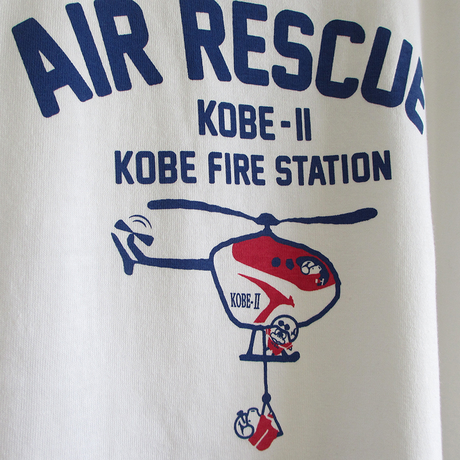 AIR RESCUE
KOBE-II
KOBE FIRE STATION
KOBE-II